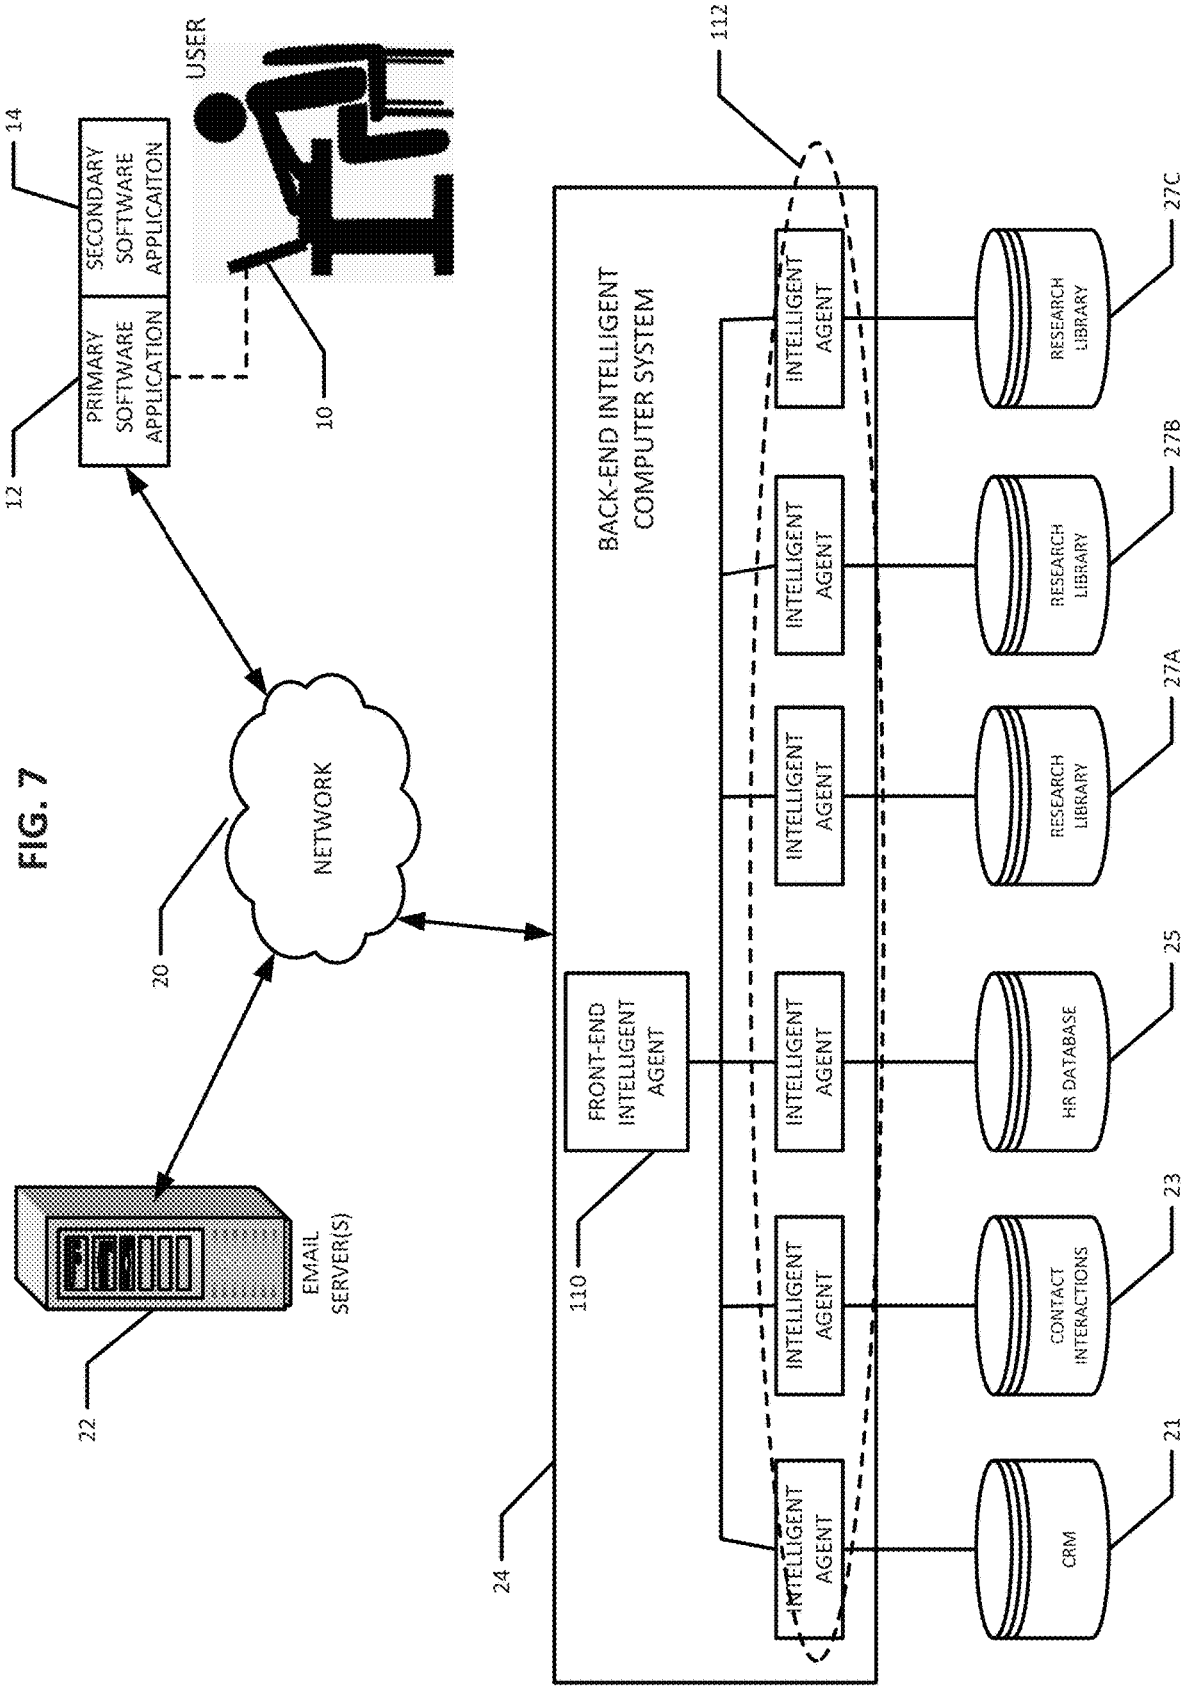 FIG. 7
22
EMAIL
SERVER(S)
20
NETWORK
12
14
PRIMARY
SOFTWARE
APPLICATION
SECONDARY
SOFTWARE
APPLICAITON
USER
10
24
110
FRONT-END
INTELLIGENT
AGENT
BACK-END INTELLIGENT
COMPUTER SYSTEM
112
INTELLIGENT
AGENT
INTELLIGENT
AGENT
INTELLIGENT
AGENT
INTELLIGENT
AGENT
INTELLIGENT
AGENT
INTELLIGENT
AGENT
CRM
CONTACT
INTERACTIONS
HR DATABASE
RESEARCH
LIBRARY
RESEARCH
LIBRARY
RESEARCH
LIBRARY
21
23
25
27A
27B
27C